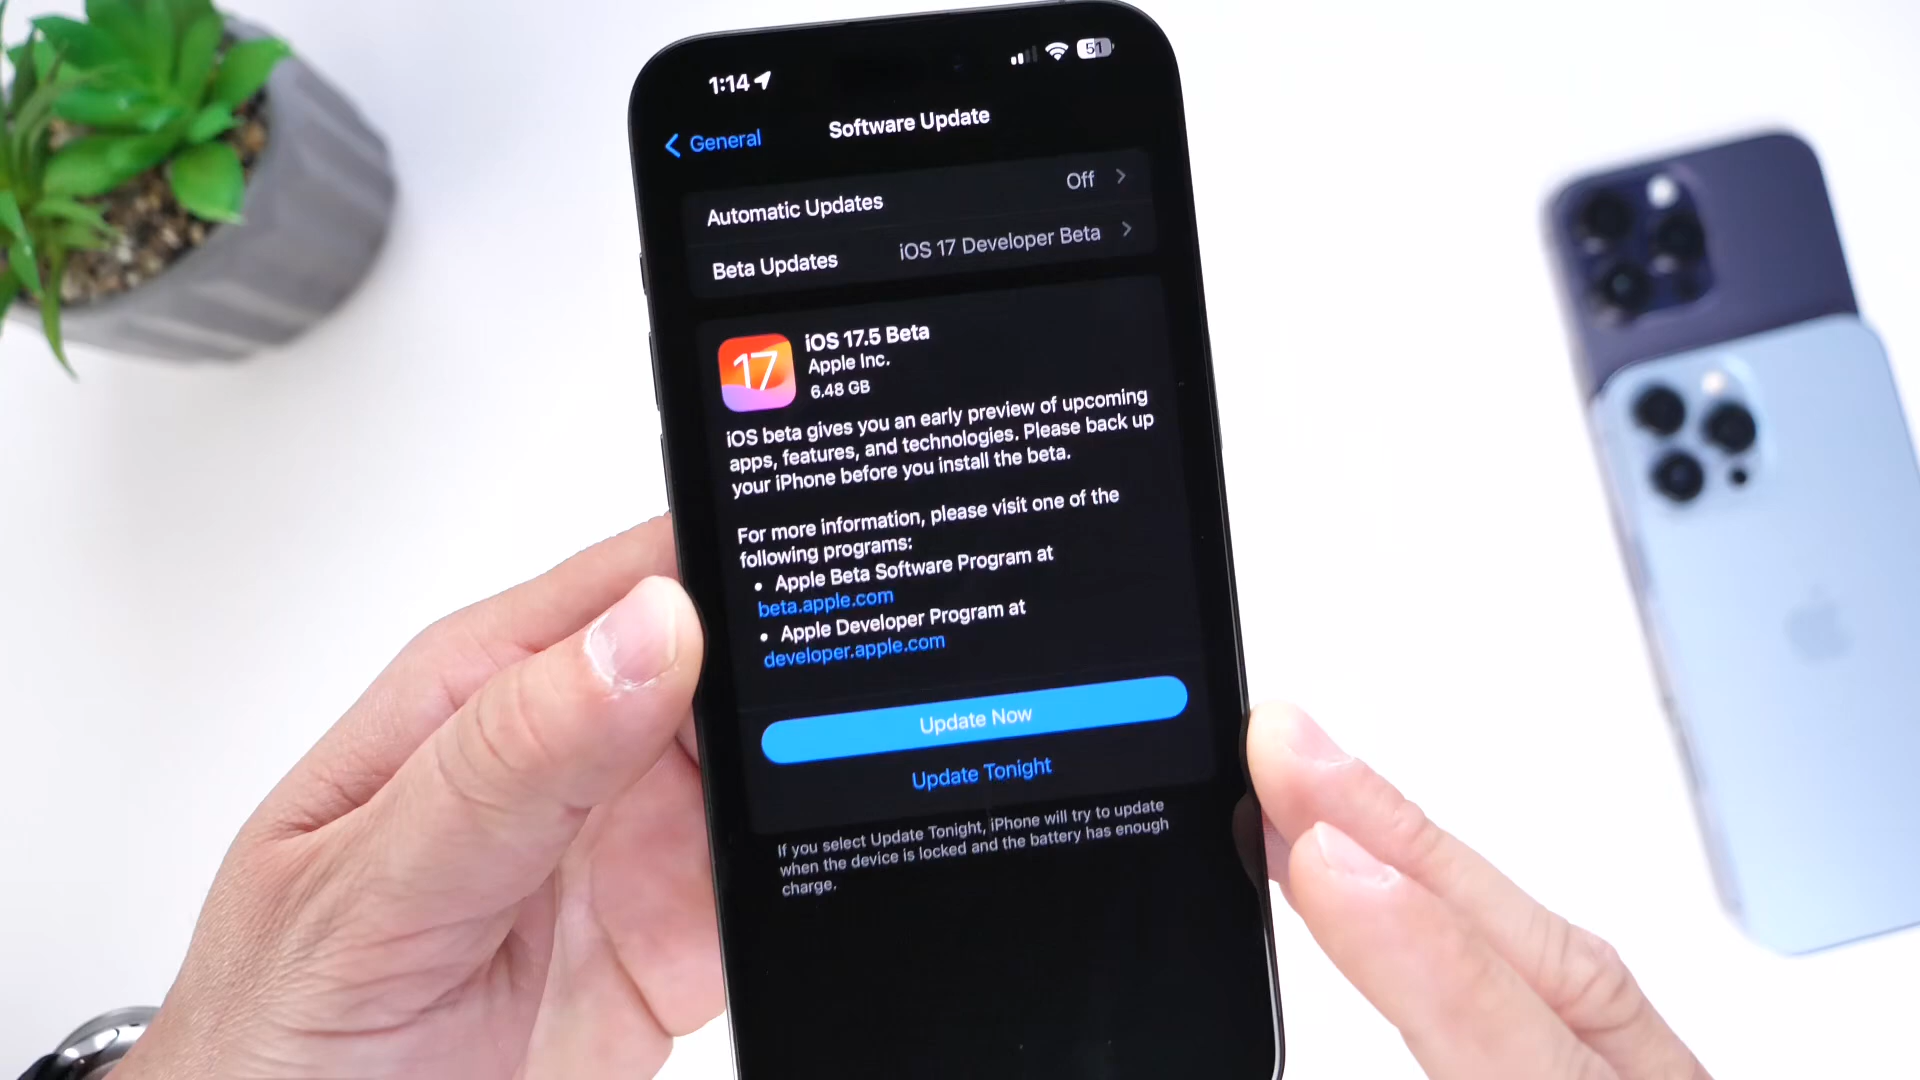 1:14
51
General
Software Update
Automatic Updates
Off
Beta Updates
iOS 17 Developer Beta
17
iOS 17.5 Beta
Apple Inc.
6.48 GB
iOS beta gives you an early preview of upcoming
apps, features, and technologies. Please back up
your iPhone before you install the beta.
For more information, please visit one of the
following programs:
• Apple Beta Software Program at
beta.apple.com
• Apple Developer Program at
developer.apple.com
Update Now
Update Tonight
If you select Update Tonight, iPhone will try to update
when the device is locked and the battery has enough
charge.